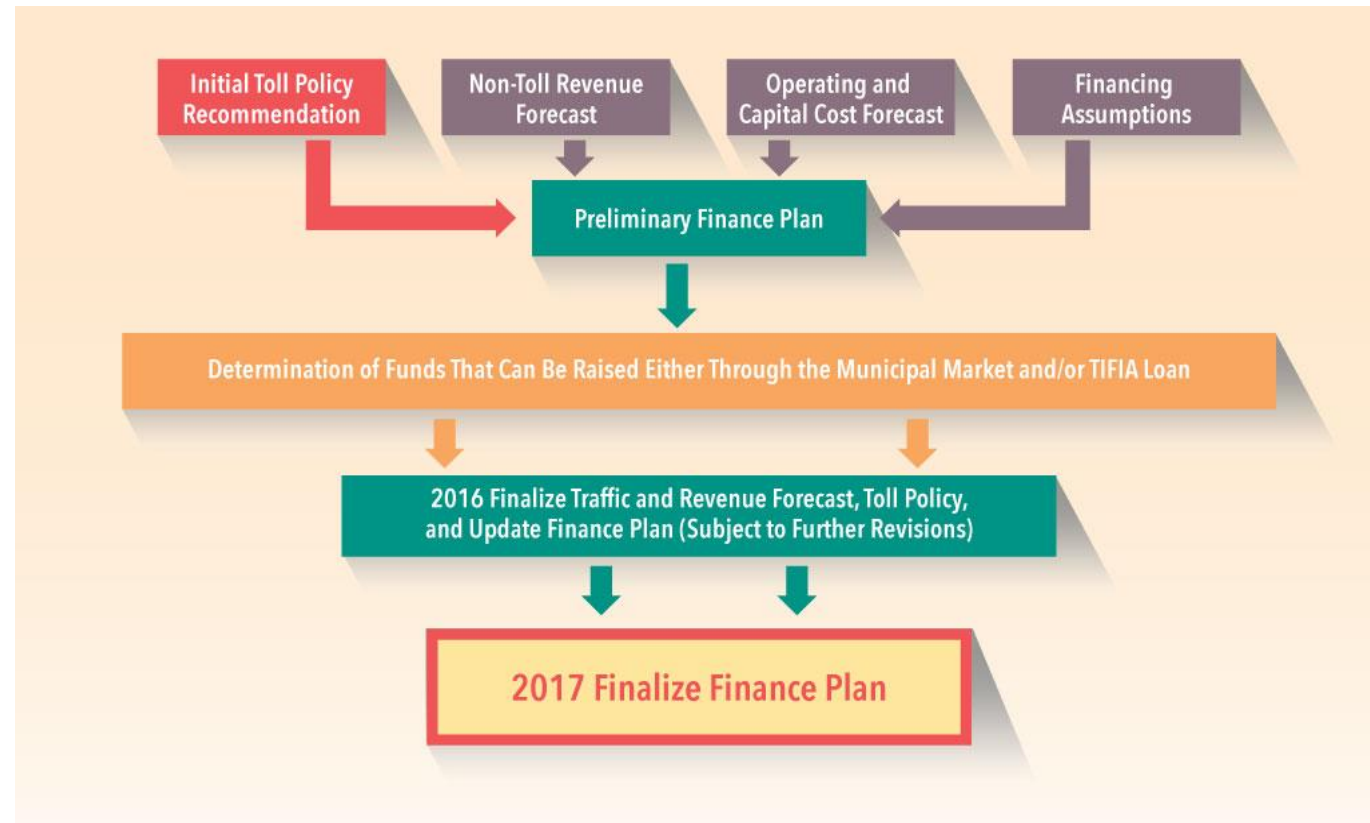 Initial Toll Policy
Recommendation
Non-Toll Revenue
Forecast
Operating and
Capital Cost Forecast
Financing
Assumptions
Preliminary Finance Plan
Determination of Funds That Can Be Raised Either Through the Municipal Market and/or TIFIA Loan
2016 Finalize Traffic and Revenue Forecast, Toll Policy,
and Update Finance Plan (Subject to Further Revisions)
2017 Finalize Finance Plan